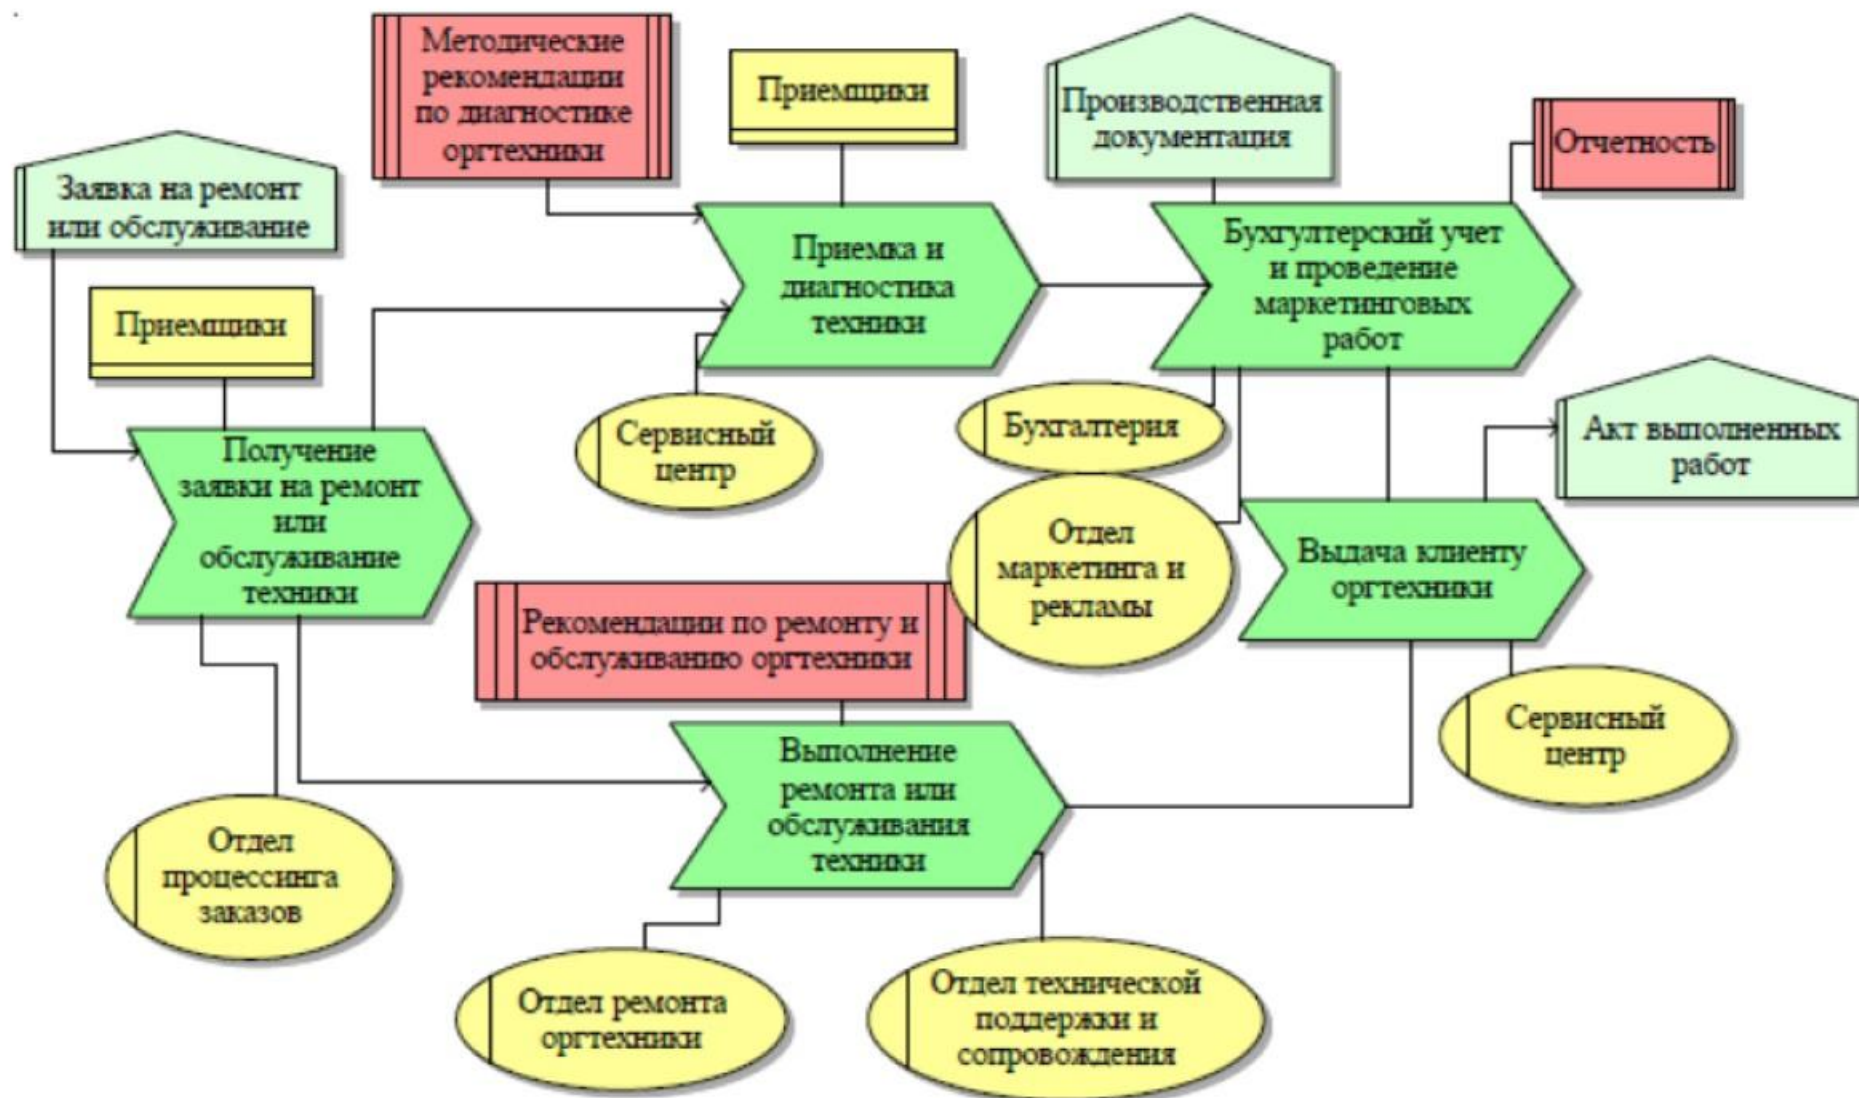 Методические
рекомендации
по диагностике
оргтехники
Приемщики
Производственная
документация
Отчетность
Заявка на ремонт
или обслуживание
Приемщики
Приемка и
диагностика
техники
Бухгултерский учет
и проведение
маркетинговых
работ
Получение
заявки на ремонт
или
обслуживание
техники
Сервисный
центр
Бухгалтерия
Акт выполненных
работ
Отдел
маркетинга и
рекламы
Выдача клиенту
оргтехники
Рекомендации по ремонту и
обслуживанию оргтехники
Сервисный
центр
Выполнение
ремонта или
обслуживания
техники
Отдел
процессинга
заказов
Отдел ремонта
оргтехники
Отдел технической
поддержки и
сопровождения